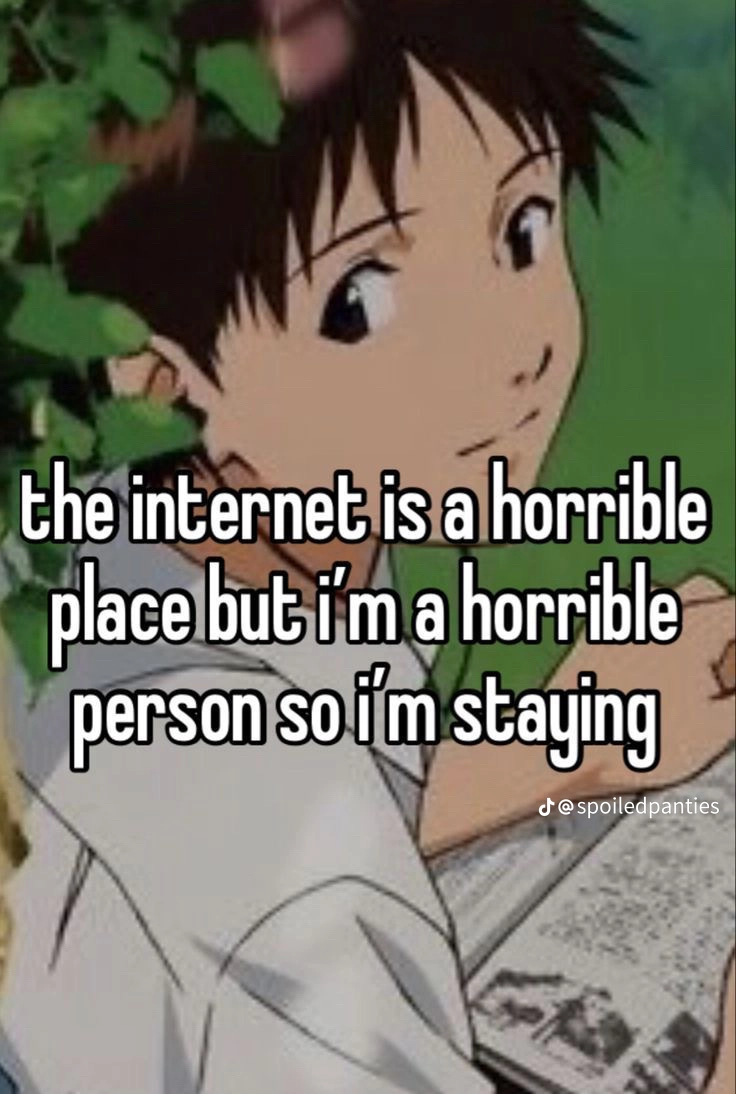 the internet is a horrible
place but i'm a horrible
person so i'm staying
@spoiledpanties